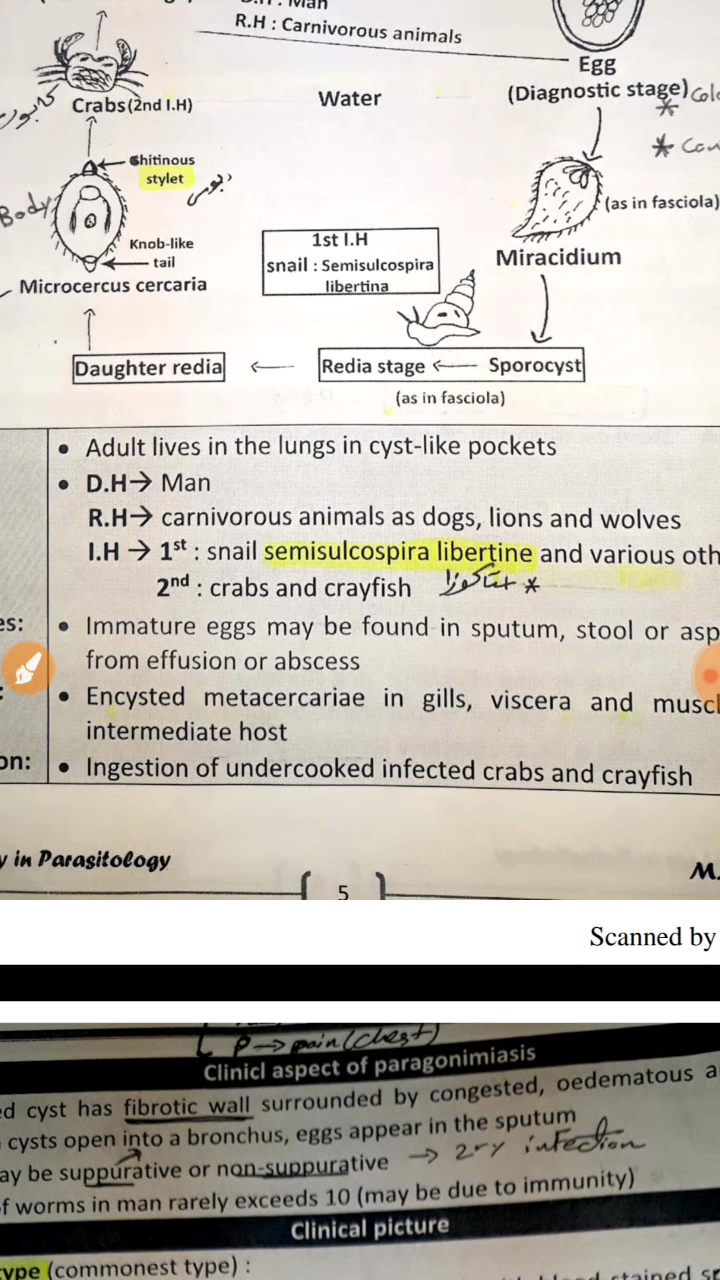 D.H : Man
R.H : Carnivorous animals
Egg
(Diagnostic stage)
Crabs(2nd I.H)
Water
Chitinous
stylet
دبوس
Body
(as in fasciola)
Knob-like
tail
1st I.H
snail : Semisulcospira
libertina
Miracidium
Microcercus cercaria
Daughter redia
Redia stage
Sporocyst
(as in fasciola)
• Adult lives in the lungs in cyst-like pockets
• D.H→ Man
R.H→ carnivorous animals as dogs, lions and wolves
I.H → 1st : snail semisulcospira libertine and various oth
2nd : crabs and crayfish *
es: • Immature eggs may be found in sputum, stool or asp
from effusion or abscess
: • Encysted metacercariae in gills, viscera and muscl
intermediate host
on: • Ingestion of undercooked infected crabs and crayfish
y in Parasitology
M.
5
Scanned by
P → pain (chest)
Clinicl aspect of paragonimiasis
ed cyst has fibrotic wall surrounded by congested, oedematous a
cysts open into a bronchus, eggs appear in the sputum
ay be suppurative or non-suppurative → 2ry infection
f worms in man rarely exceeds 10 (may be due to immunity)
Clinical picture
type (commonest type) :
stained